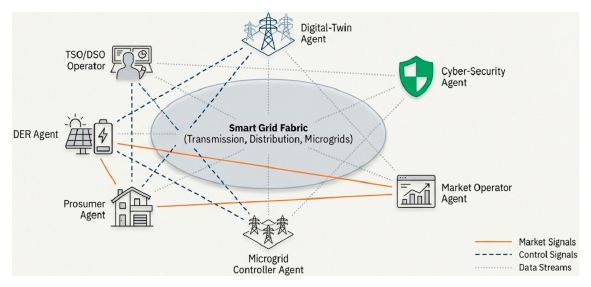 Digital-Twin
Agent
TSO/DSO
Operator
Cyber-Security
Agent
DER Agent
Smart Grid Fabric
(Transmission, Distribution, Microgrids)
Prosumer
Agent
Market Operator
Agent
Microgrid
Controller Agent
Market Signals
Control Signals
Data Streams